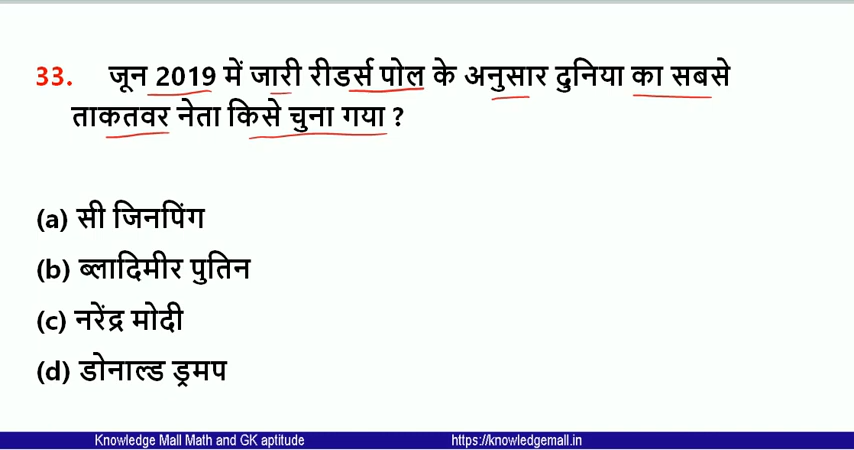 33. जून 2019 में जारी रीडर्स पोल के अनुसार दुनिया का सबसे
ताकतवर नेता किसे चुना गया ?
(a) सी जिनपिंग
(b) ब्लादिमीर पुतिन
(c) नरेंद्र मोदी
(d) डोनाल्ड ड्रमप
Knowledge Mall Math and GK aptitude https://knowledgemall.in